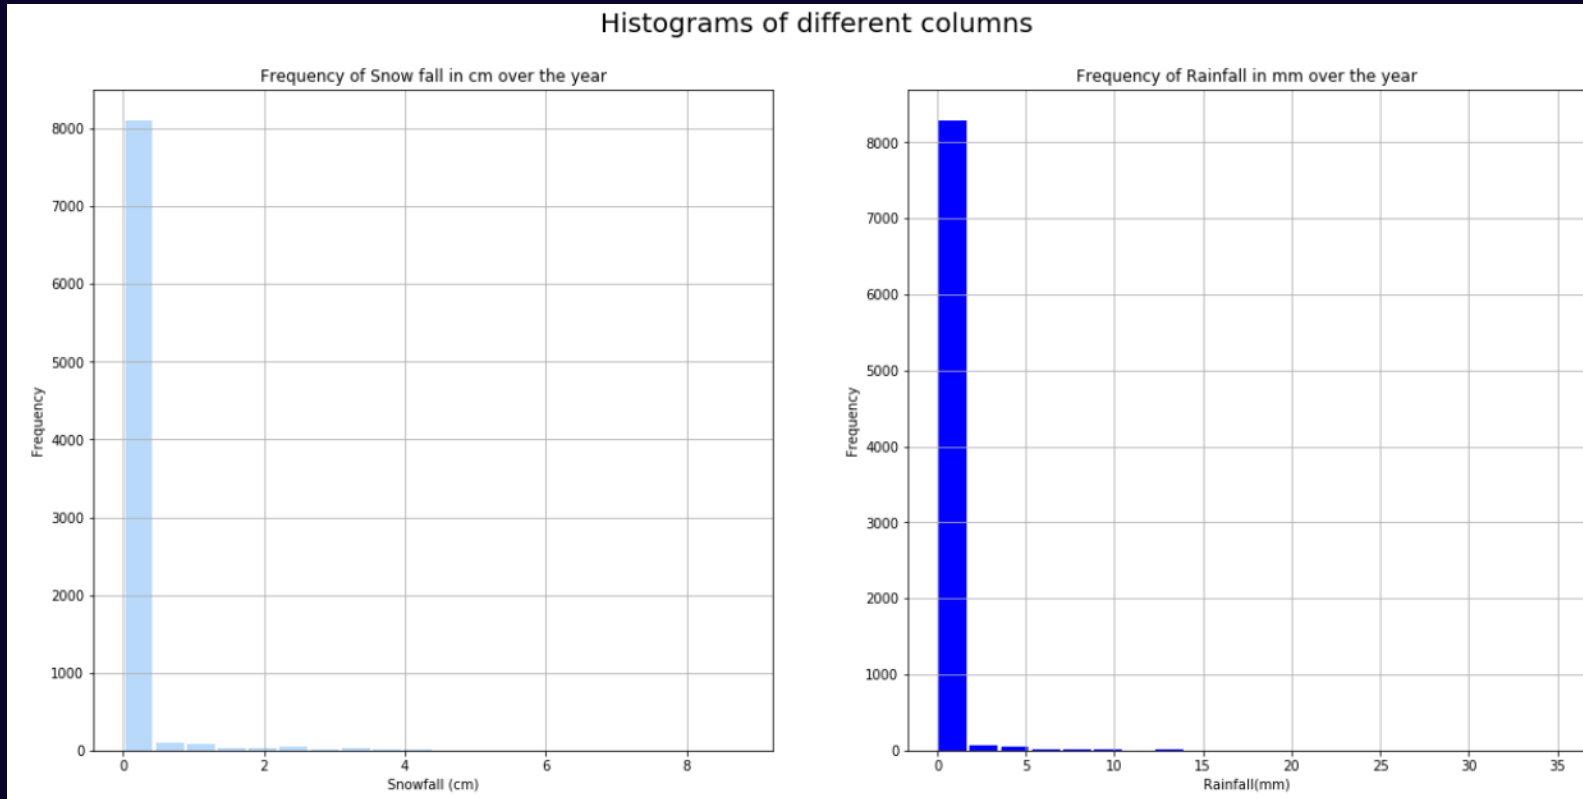 Histograms of different columns
Frequency of Snow fall in cm over the year
8000
7000
6000
5000
4000
3000
2000
1000
0
Frequency
0 2 4 6 8
Snowfall (cm)
Frequency of Rainfall in mm over the year
8000
7000
6000
5000
4000
3000
2000
1000
0
Frequency
0 5 10 15 20 25 30 35
Rainfall(mm)